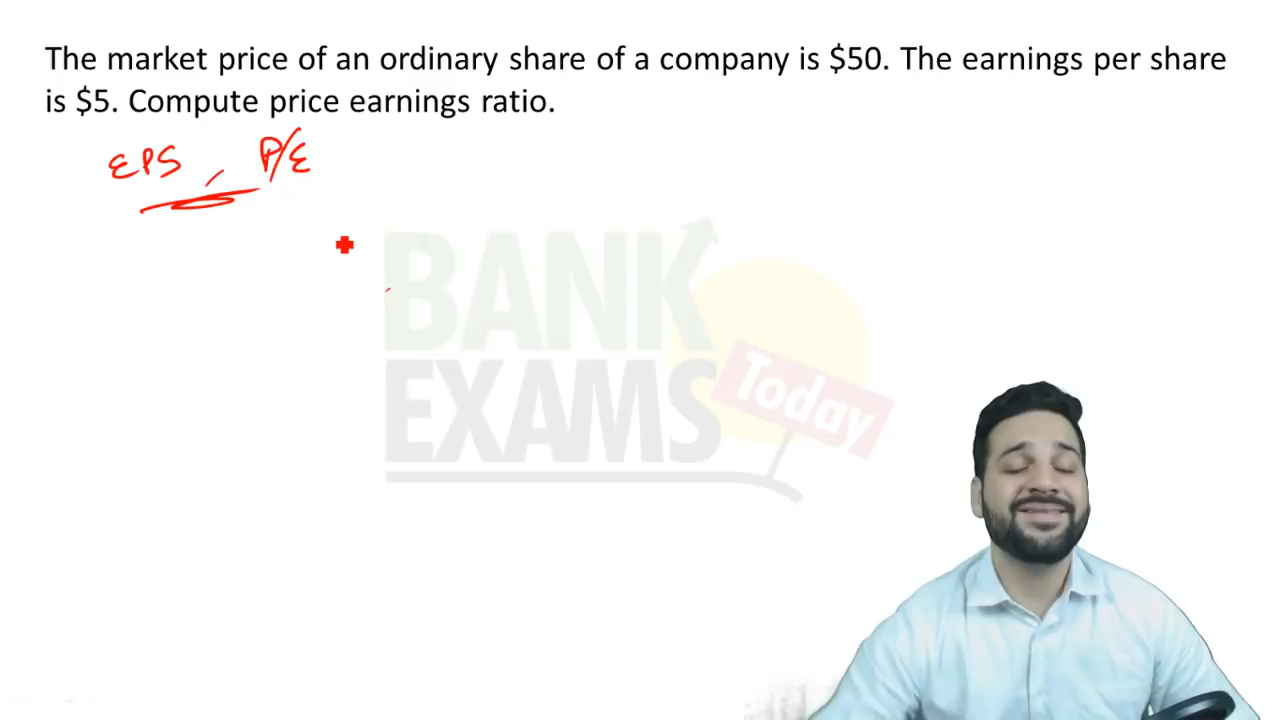 The market price of an ordinary share of a company is $50. The earnings per share
is $5. Compute price earnings ratio.
EPS , P/E
BANK
EXAMS Today